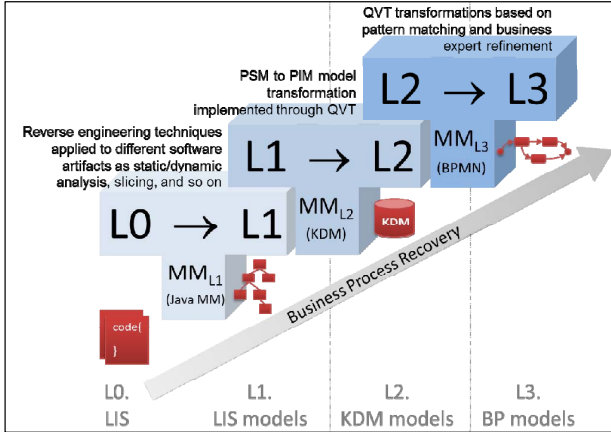 QVT transformations based on
pattern matching and business
expert refinement
L2 → L3
PSM to PIM model
transformation
implemented through QVT
MML3
(BPMN)
Reverse engineering techniques
applied to different software
artifacts as static/dynamic
analysis, slicing, and so on
L1 → L2
MML2
(KDM)
KDM
L0 → L1
MML1
(Java MM)
code{
}
Business Process Recovery
L0.
LIS
L1.
LIS models
L2.
KDM models
L3.
BP models